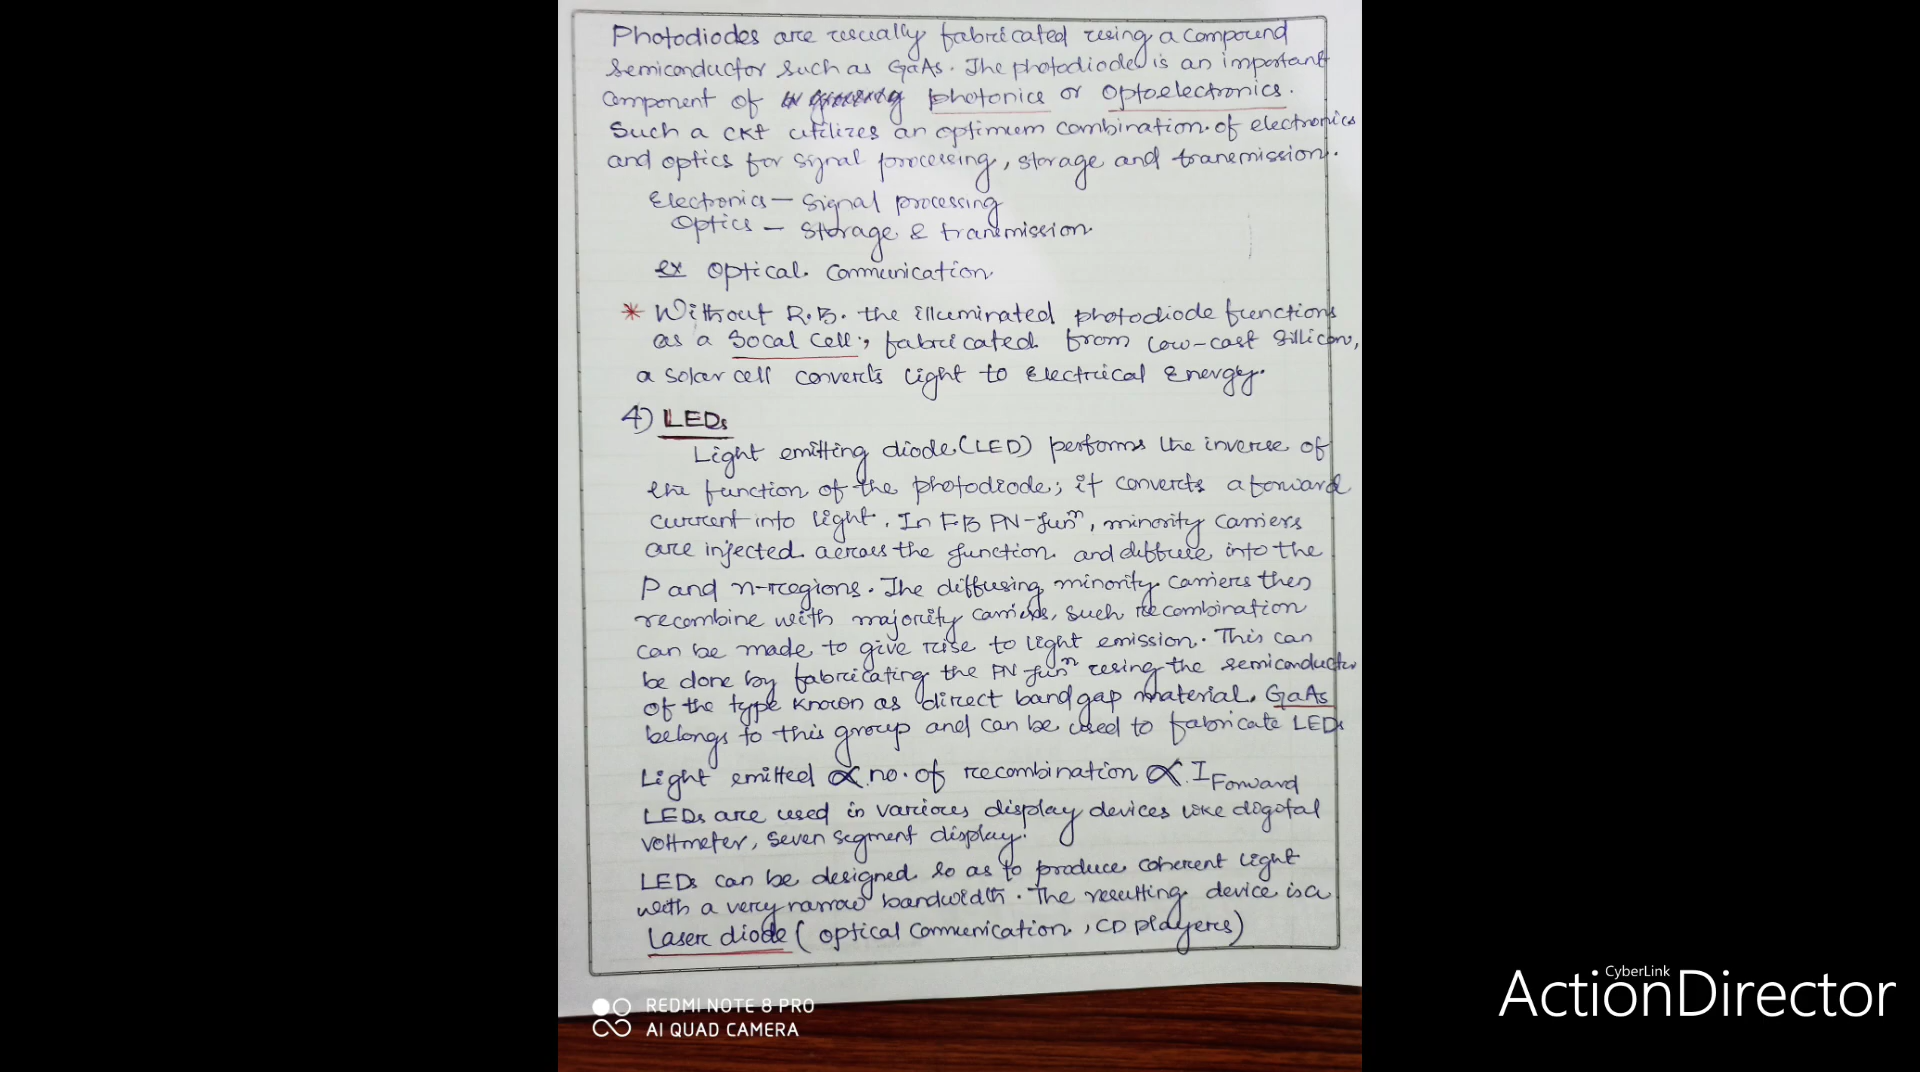 Photodiodes are usually fabricated using a compound
semiconductor such as GaAs. The photodiode is an important
component of photonics or optoelectronics.
Such a ckt utilizes an optimum combination of electronics
and optics for signal processing, storage and transmission.
Electronics — Signal processing
Optics — storage & transmission
ex Optical communication
* Without R.B. the illuminated photodiode functions
as a Solar cell, fabricated from low-cost Sillicon,
a solar cell converts light to Electrical Energy.
4) LEDs
Light emitting diode (LED) performs the inverse of
the function of the photodiode; it converts a forward
current into light. In FB PN-junⁿ, minority carriers
are injected across the junction and diffuse into the
P and n-regions. The diffusing minority carriers then
recombine with majority carriers, such recombination
can be made to give rise to light emission. This can
be done by fabricating the PN-junⁿ using the semiconductor
of the type known as direct bandgap material. GaAs
belongs to this group and can be used to fabricate LEDs
Light emitted ∝ no. of recombination ∝ I Forward
LEDs are used in various display devices like digital
voltmeter, seven segment display.
LEDs can be designed so as to produce coherent light
with a very narrow bandwidth. The resulting device is a
Laser diode (optical communication, CD players)
REDMI NOTE 8 PRO
AI QUAD CAMERA
CyberLink
ActionDirector